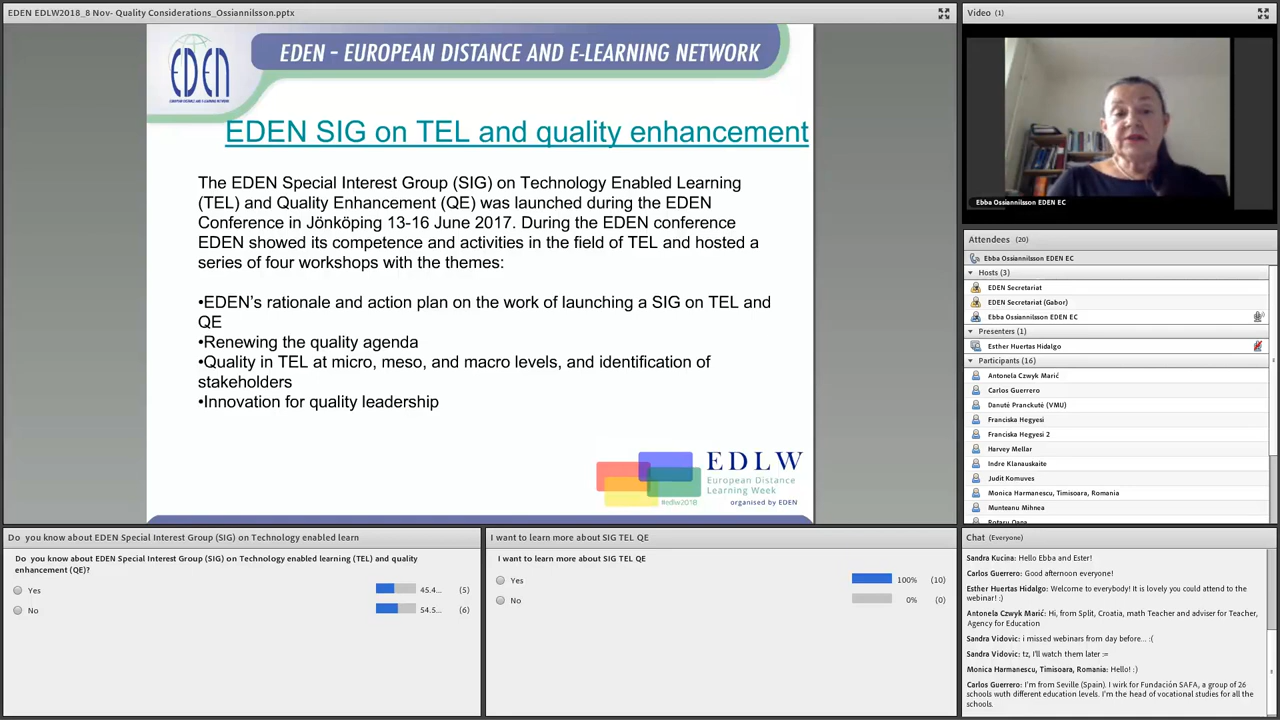 EDEN EDLW2018_8 Nov- Quality Considerations_Ossiannilsson.pptx
EDEN
EUROPEAN DISTANCE AND E-LEARNING NETWORK
EDEN – EUROPEAN DISTANCE AND E-LEARNING NETWORK
EDEN SIG on TEL and quality enhancement
The EDEN Special Interest Group (SIG) on Technology Enabled Learning
(TEL) and Quality Enhancement (QE) was launched during the EDEN
Conference in Jönköping 13-16 June 2017. During the EDEN conference
EDEN showed its competence and activities in the field of TEL and hosted a
series of four workshops with the themes:
•EDEN's rationale and action plan on the work of launching a SIG on TEL and
QE
•Renewing the quality agenda
•Quality in TEL at micro, meso, and macro levels, and identification of
stakeholders
•Innovation for quality leadership
EDLW
European Distance
Learning Week
#edlw2018
organised by EDEN
Video (1)
Ebba Ossiannilsson EDEN EC
Attendees (20)
Ebba Ossiannilsson EDEN EC
Hosts (3)
EDEN Secretariat
EDEN Secretariat (Gabor)
Ebba Ossiannilsson EDEN EC
Presenters (1)
Esther Huertas Hidalgo
Participants (16)
Antonela Czwyk Marić
Carlos Guerrero
Danutė Pranckutė (VMU)
Franciska Hegyesi
Franciska Hegyesi 2
Harvey Mellar
Indre Klanauskaite
Judit Komuves
Monica Harmanescu, Timisoara, Romania
Munteanu Mihnea
Rotaru Oana
Do you know about EDEN Special Interest Group (SIG) on Technology enabled learn
Do you know about EDEN Special Interest Group (SIG) on Technology enabled learning (TEL) and quality
enhancement (QE)?
Yes 45.4... (5)
No 54.5... (6)
I want to learn more about SIG TEL QE
I want to learn more about SIG TEL QE
Yes 100% (10)
No 0% (0)
Chat (Everyone)
Sandra Kucina: Hello Ebba and Ester!
Carlos Guerrero: Good afternoon everyone!
Esther Huertas Hidalgo: Welcome to everybody! It is lovely you could attend to the
webinar! :)
Antonela Czwyk Marić: Hi, from Split, Croatia, math Teacher and adviser for Teacher,
Agency for Education
Sandra Vidovic: i missed webinars from day before... :(
Sandra Vidovic: tz, I'll watch them later :=
Monica Harmanescu, Timisoara, Romania: Hello! :)
Carlos Guerrero: I'm from Seville (Spain). I wirk for Fundación SAFA, a group of 26
schools wuth different education levels. I'm the head of vocational studies for all the
schools.